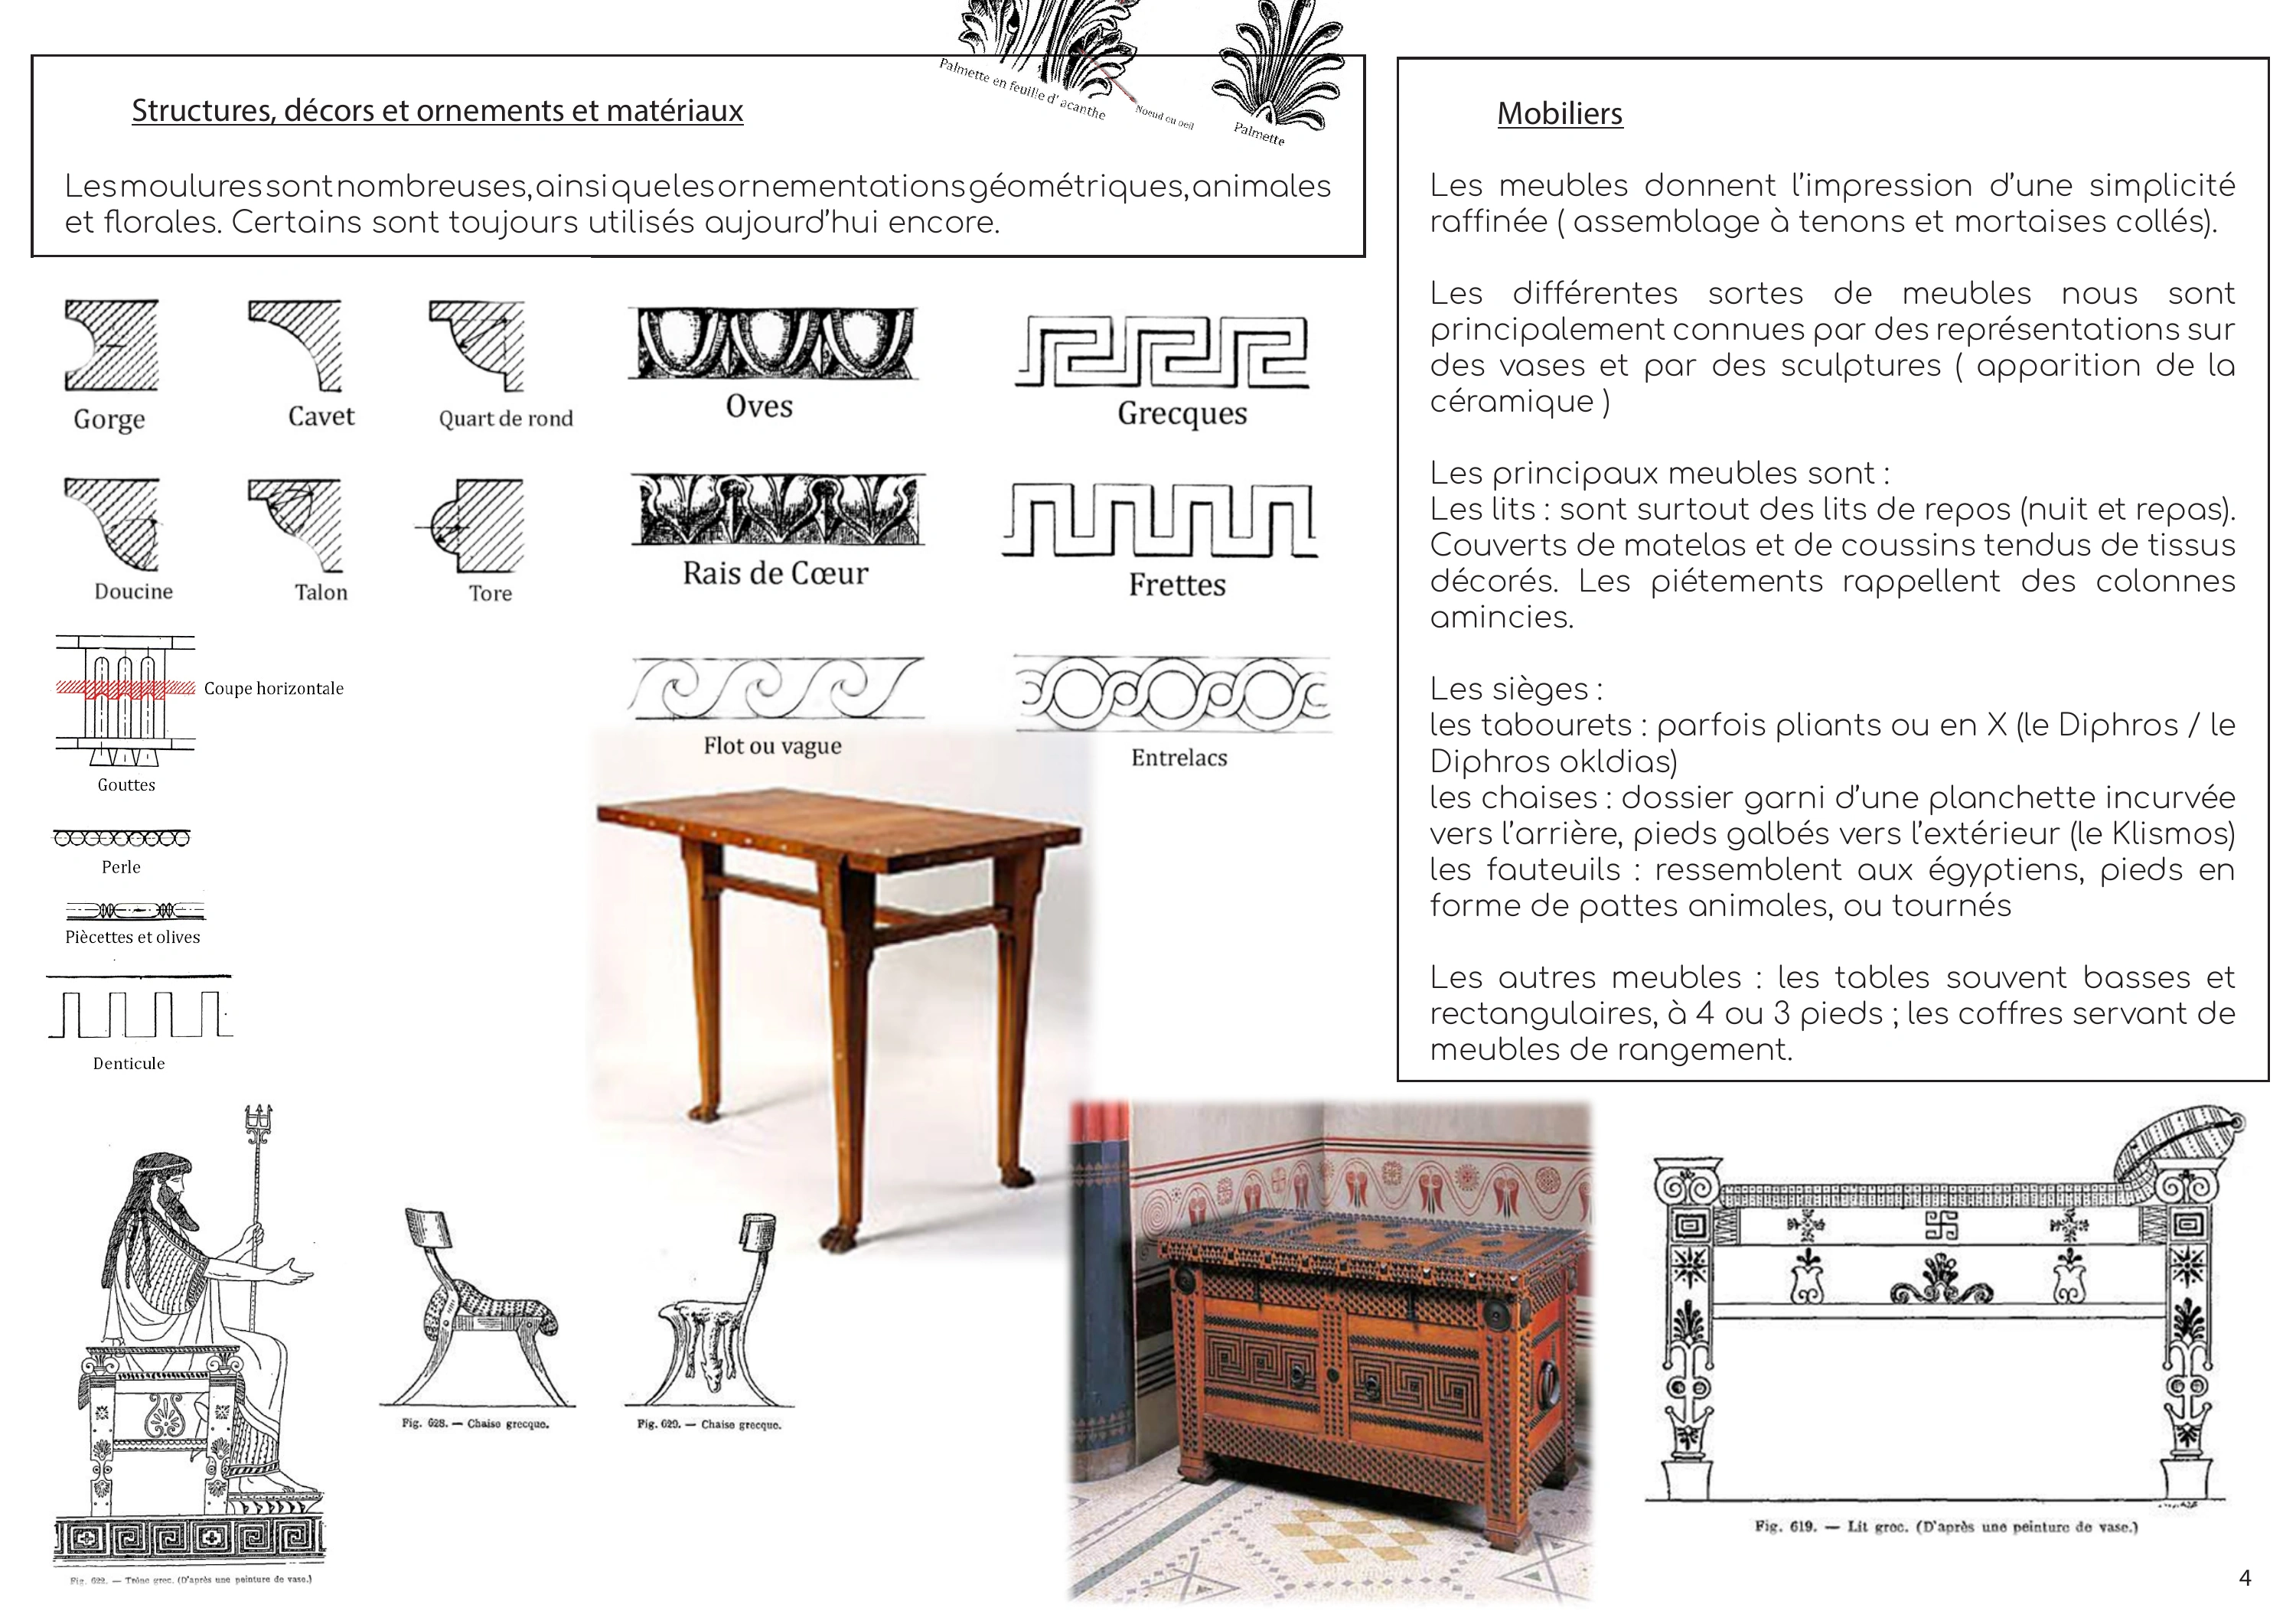 Palmette en feuille d'acanthe
Noeud ou oeil
Palmette
Structures, décors et ornements et matériaux
Les moulures sont nombreuses, ainsi que les ornementations géométriques, animales
et florales. Certains sont toujours utilisés aujourd'hui encore.
Gorge
Cavet
Quart de rond
Oves
Grecques
Doucine
Talon
Tore
Rais de Cœur
Frettes
Coupe horizontale
Gouttes
Flot ou vague
Entrelacs
Perle
Piècettes et olives
Denticule
Fig. 622. — Trône grec. (D'après une peinture de vase.)
Fig. 628. — Chaise grecque.
Fig. 629. — Chaise grecque.
Mobiliers
Les meubles donnent l'impression d'une simplicité
raffinée ( assemblage à tenons et mortaises collés).
Les différentes sortes de meubles nous sont
principalement connues par des représentations sur
des vases et par des sculptures ( apparition de la
céramique )
Les principaux meubles sont :
Les lits : sont surtout des lits de repos (nuit et repas).
Couverts de matelas et de coussins tendus de tissus
décorés. Les piétements rappellent des colonnes
amincies.
Les sièges :
les tabourets : parfois pliants ou en X (le Diphros / le
Diphros okldias)
les chaises : dossier garni d'une planchette incurvée
vers l'arrière, pieds galbés vers l'extérieur (le Klismos)
les fauteuils : ressemblent aux égyptiens, pieds en
forme de pattes animales, ou tournés
Les autres meubles : les tables souvent basses et
rectangulaires, à 4 ou 3 pieds ; les coffres servant de
meubles de rangement.
Fig. 619. — Lit grec. (D'après une peinture de vase.)
4